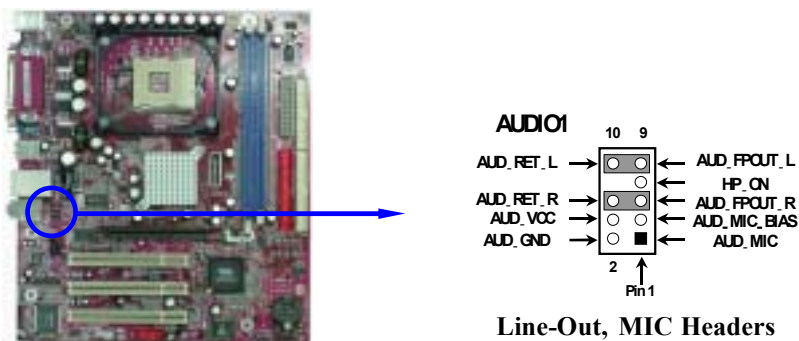 AUDIO1
10 9
AUD_RET_L
AUD_FPOUT_L
HP_ON
AUD_RET_R
AUD_FPOUT_R
AUD_VCC
AUD_MIC_BIAS
AUD_GND
AUD_MIC
2
Pin 1
Line-Out, MIC Headers